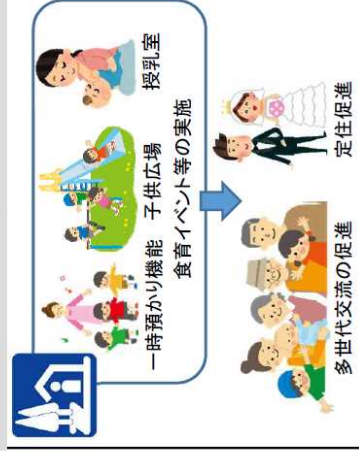 一時預かり機能
子供広場
授乳室
食育イベント等の実施
多世代交流の促進
定住促進